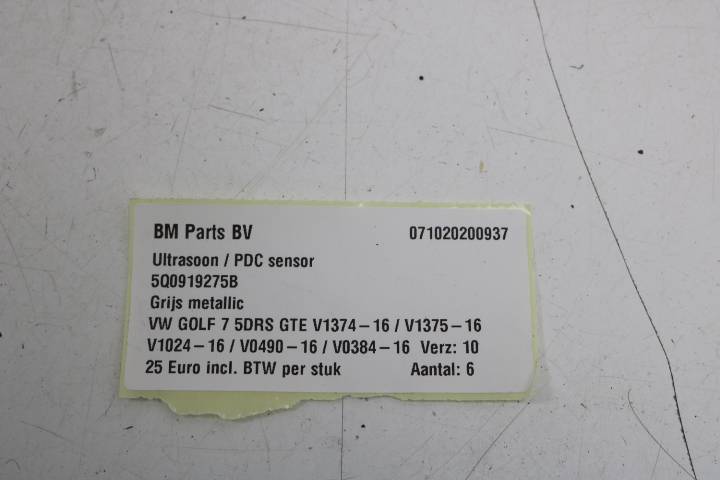 BM Parts BV 071020200937
Ultrasoon / PDC sensor
5Q0919275B
Grijs metallic
VW GOLF 7 5DRS GTE V1374-16 / V1375-16
V1024-16 / V0490-16 / V0384-16 Verz: 10
25 Euro incl. BTW per stuk Aantal: 6